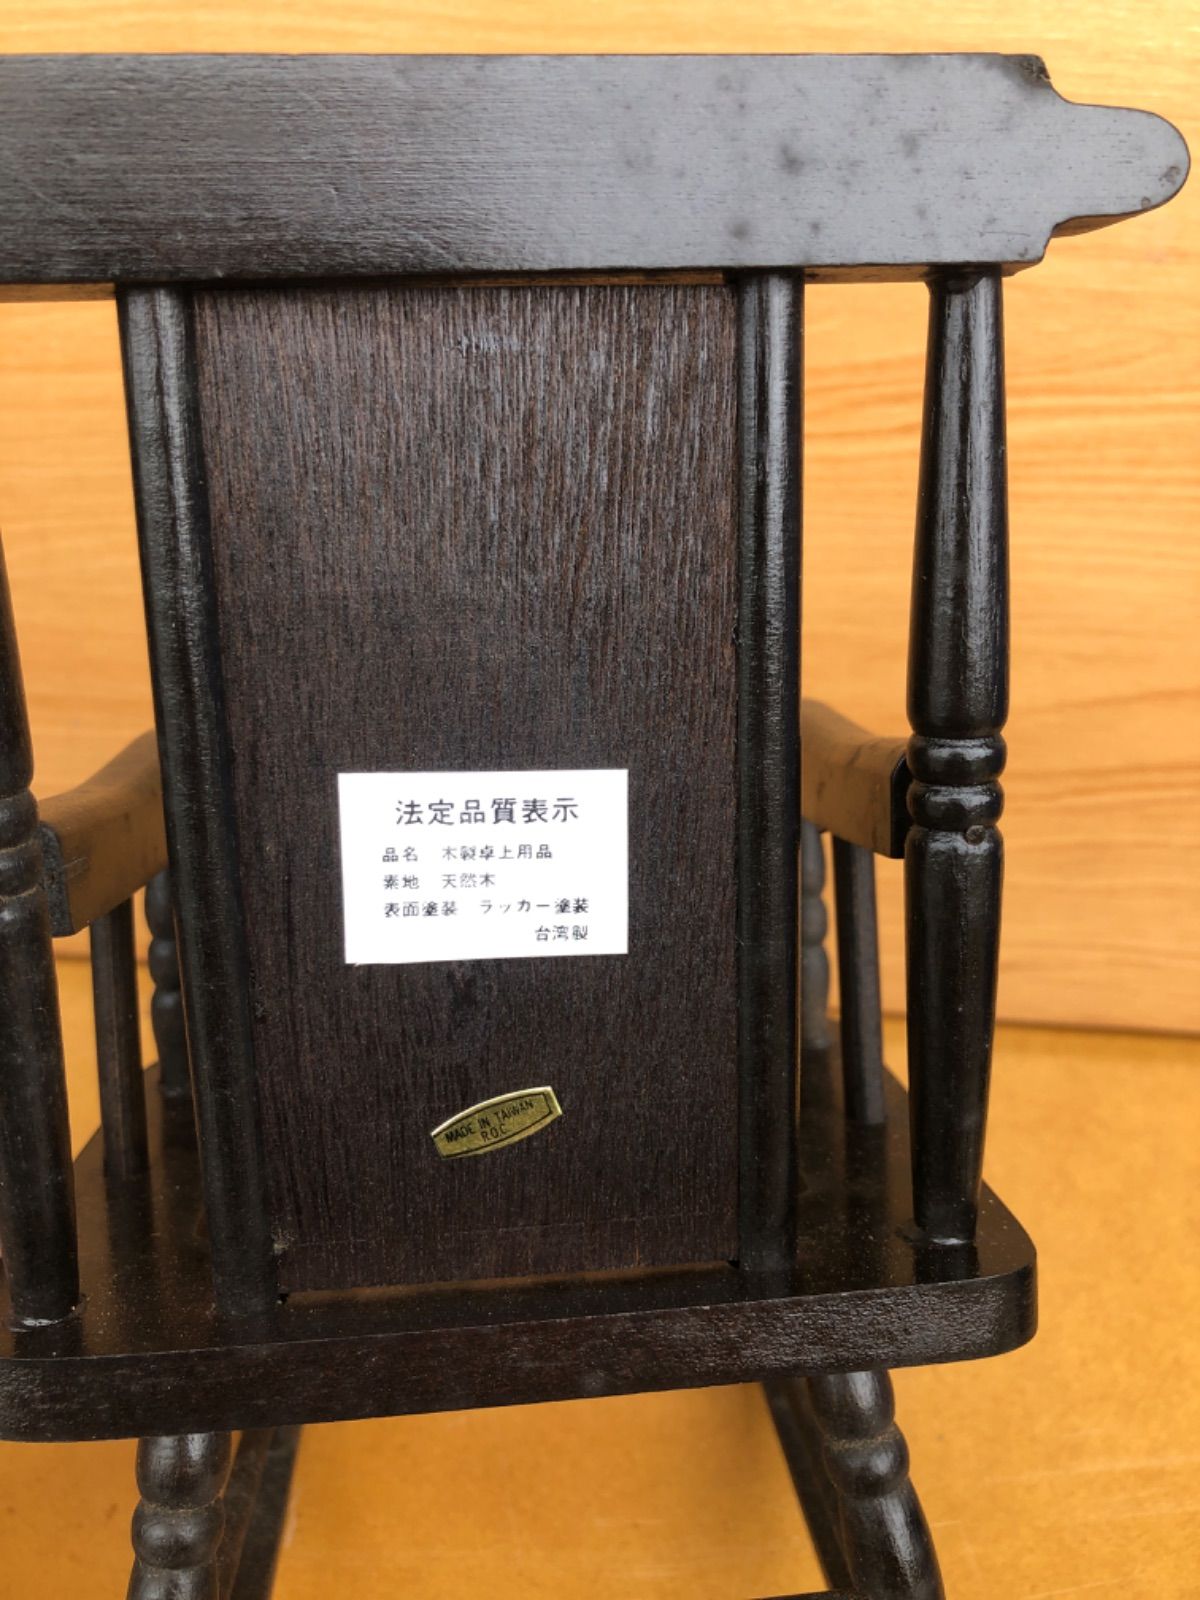 法定品質表示
品名　木製卓上用品
素地　天然木
表面塗装　ラッカー塗装
台湾製
MADE IN TAIWAN
R.O.C